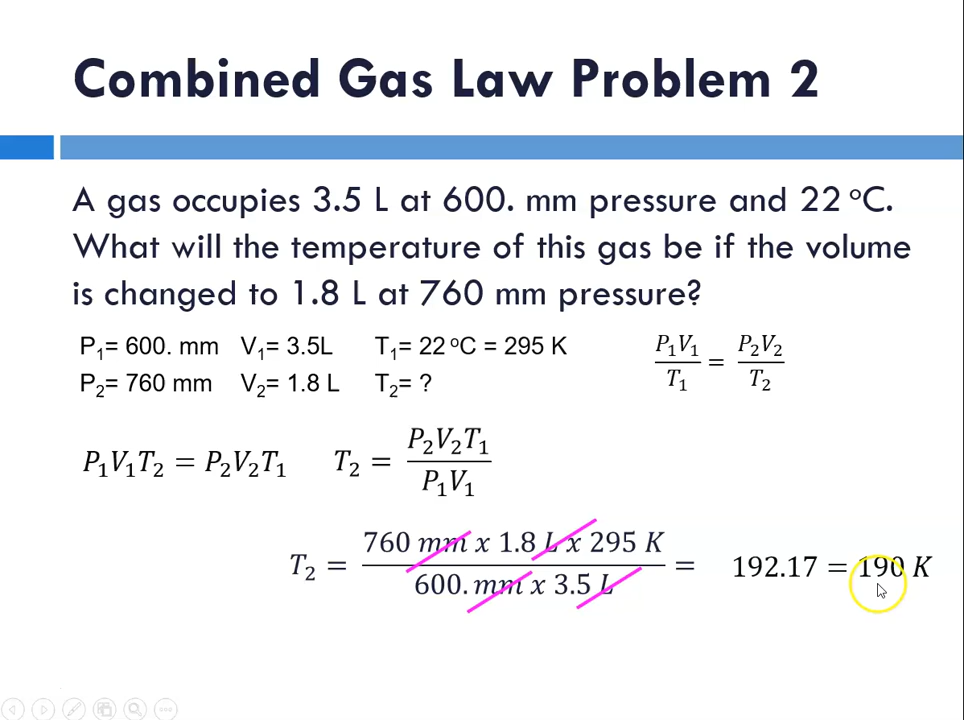 Combined Gas Law Problem 2
A gas occupies 3.5 L at 600. mm pressure and 22 °C.
What will the temperature of this gas be if the volume
is changed to 1.8 L at 760 mm pressure?
P₁= 600. mm V₁= 3.5L T₁= 22 °C = 295 K
P₂= 760 mm V₂= 1.8 L T₂= ?
P₁V₁/T₁ = P₂V₂/T₂
P₁V₁T₂ = P₂V₂T₁ T₂ = P₂V₂T₁/P₁V₁
T₂ = 760 mm x 1.8 L x 295 K / 600. mm x 3.5 L = 192.17 = 190 K